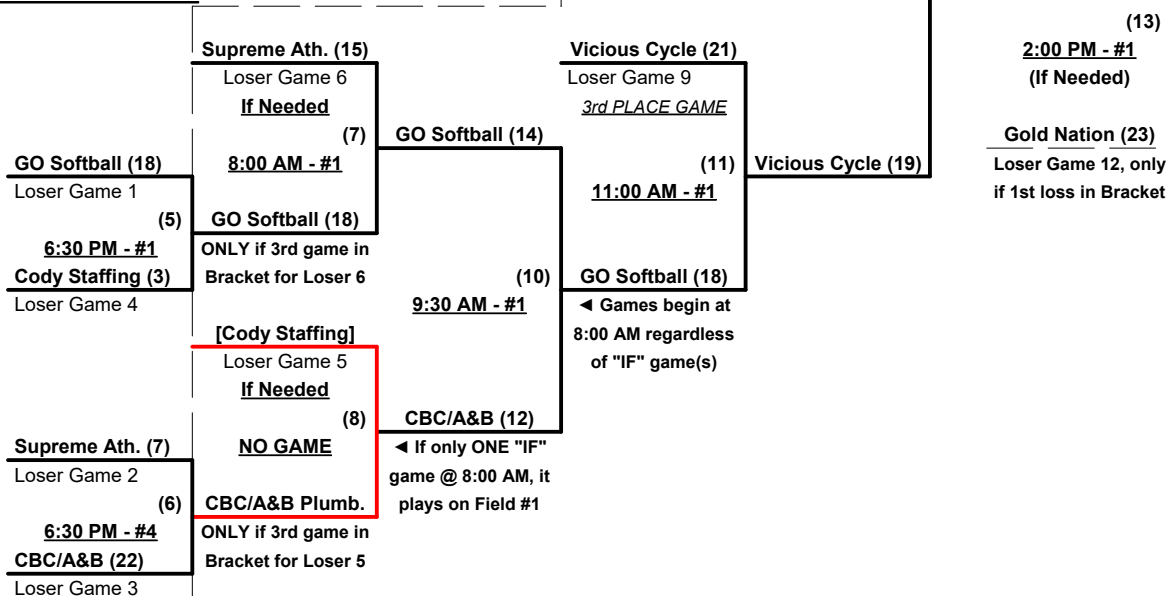 (13)
Supreme Ath. (15)
Vicious Cycle (21)
2:00 PM - #1
Loser Game 6
Loser Game 9
(If Needed)
If Needed
3rd PLACE GAME
(7)
GO Softball (14)
Gold Nation (23)
GO Softball (18)
8:00 AM - #1
(11)
Vicious Cycle (19)
Loser Game 12, only
Loser Game 1
11:00 AM - #1
if 1st loss in Bracket
(5)
GO Softball (18)
6:30 PM - #1
ONLY if 3rd game in
Cody Staffing (3)
Bracket for Loser 6
(10)
GO Softball (18)
Loser Game 4
9:30 AM - #1
◄ Games begin at
[Cody Staffing]
8:00 AM regardless
Loser Game 5
of "IF" game(s)
If Needed
(8)
CBC/A&B (12)
Supreme Ath. (7)
NO GAME
◄ If only ONE "IF"
Loser Game 2
game @ 8:00 AM, it
(6)
CBC/A&B Plumb.
plays on Field #1
6:30 PM - #4
ONLY if 3rd game in
CBC/A&B (22)
Bracket for Loser 5
Loser Game 3